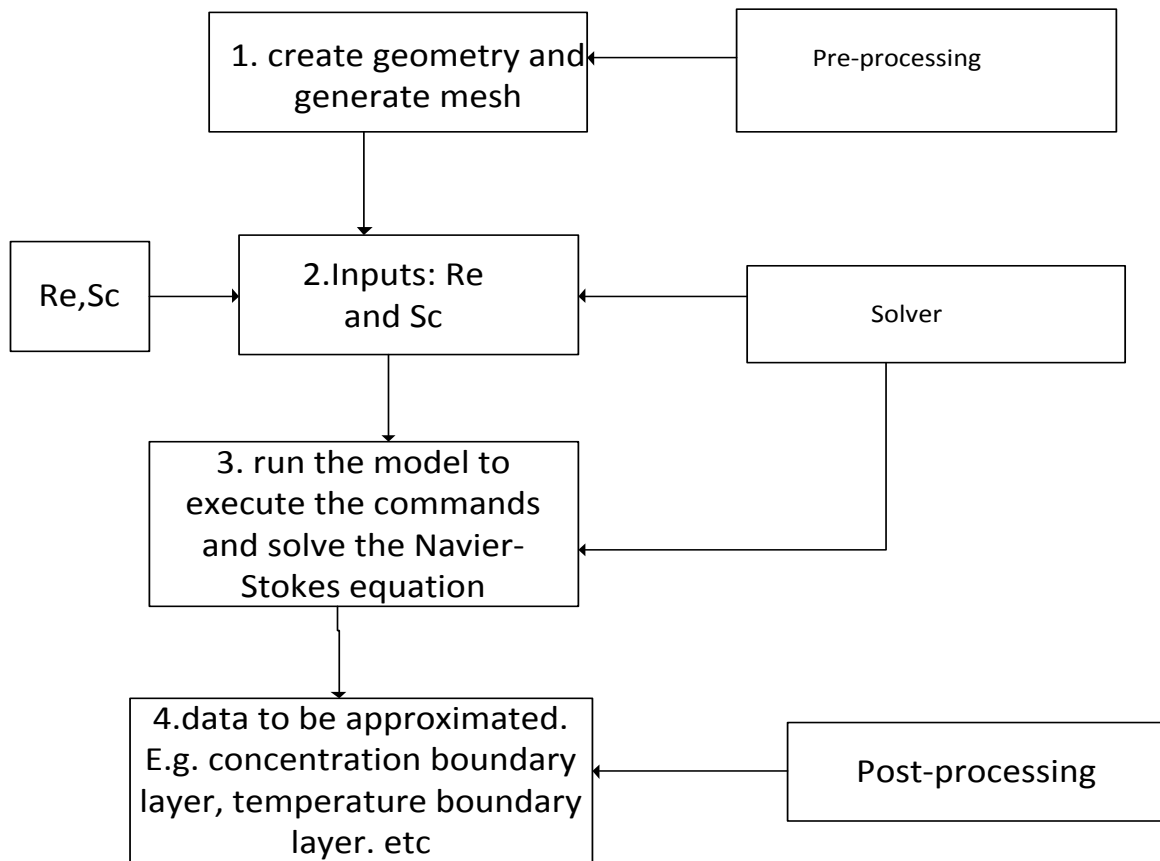 1. create geometry and
generate mesh
Pre-processing
Re,Sc
2.Inputs: Re
and Sc
Solver
3. run the model to
execute the commands
and solve the Navier-
Stokes equation
4.data to be approximated.
E.g. concentration boundary
layer, temperature boundary
layer. etc
Post-processing